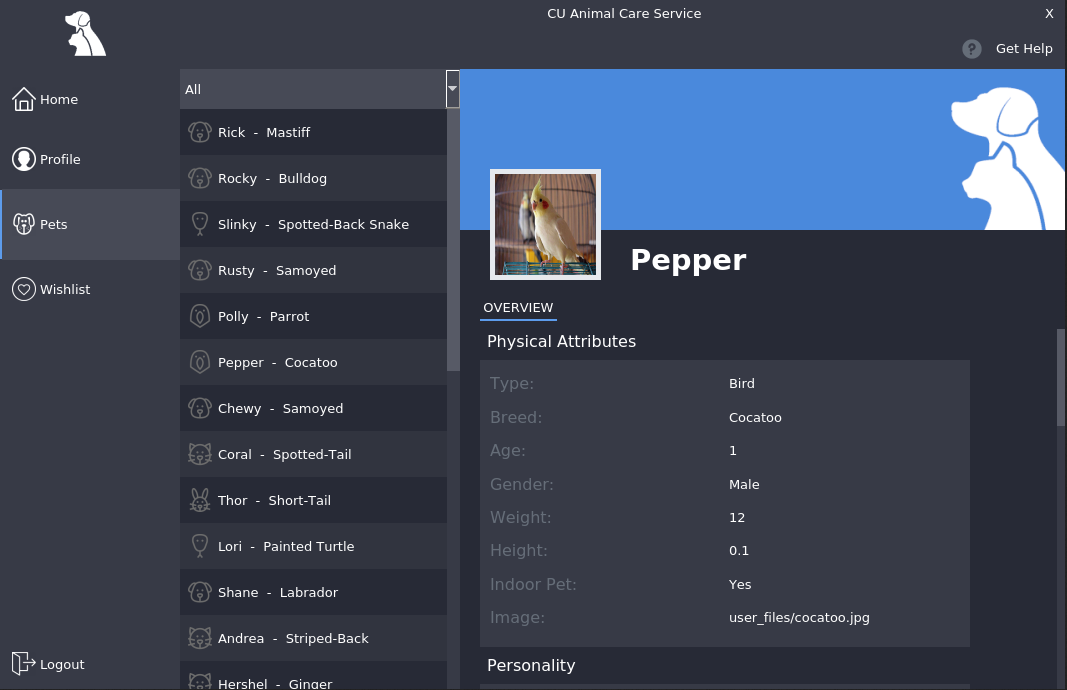 CU Animal Care Service
X
? Get Help
Home
Profile
Pets
Wishlist
Logout
All
Rick - Mastiff
Rocky - Bulldog
Slinky - Spotted-Back Snake
Rusty - Samoyed
Polly - Parrot
Pepper - Cocatoo
Chewy - Samoyed
Coral - Spotted-Tail
Thor - Short-Tail
Lori - Painted Turtle
Shane - Labrador
Andrea - Striped-Back
Hershel - Ginger
Pepper
OVERVIEW
Physical Attributes
Type: Bird
Breed: Cocatoo
Age: 1
Gender: Male
Weight: 12
Height: 0.1
Indoor Pet: Yes
Image: user_files/cocatoo.jpg
Personality